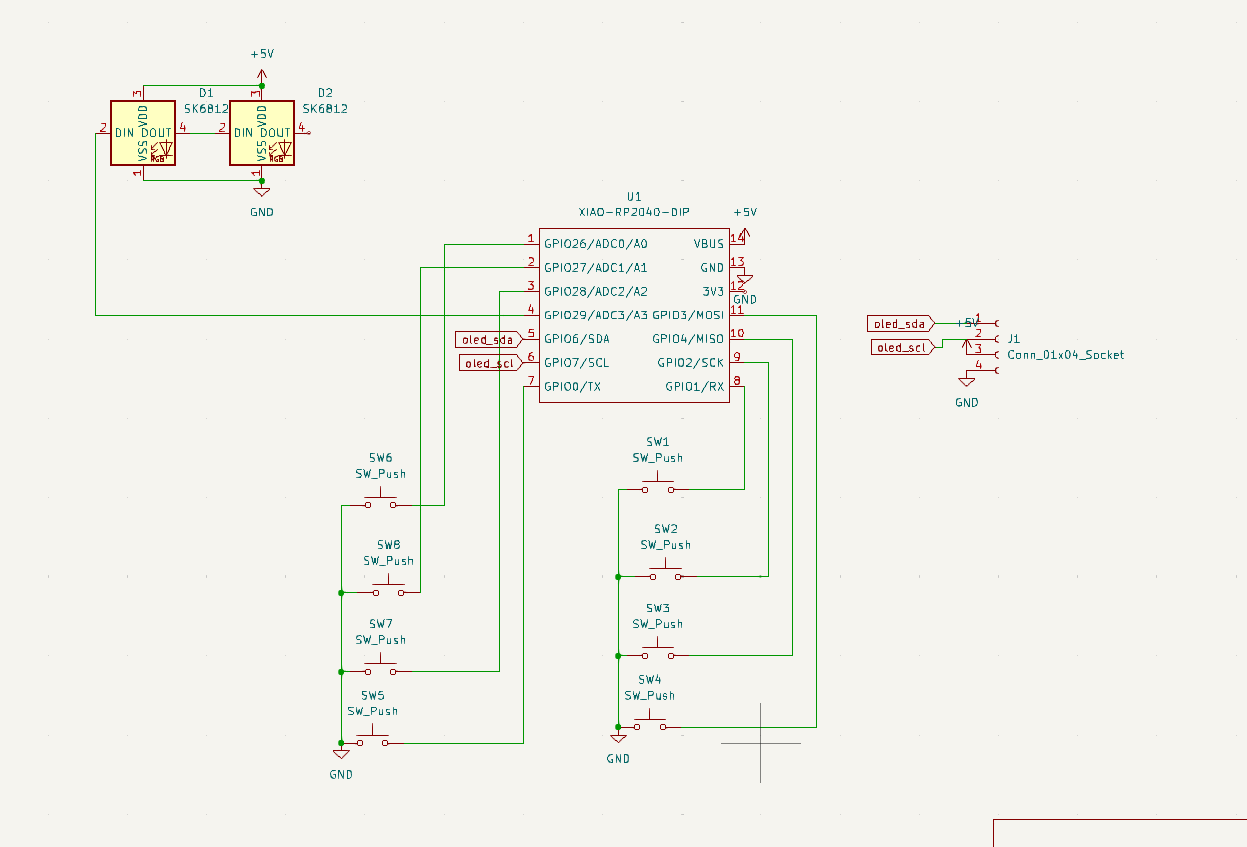 +5V
D1
SK6812
D2
SK6812
3
VDD
2
DIN
DOUT
4
VSS
RGB
1
3
VDD
2
DIN
DOUT
4
VSS
RGB
1
GND
U1
XIAO-RP2040-DIP
+5V
1
GPIO26/ADC0/A0
VBUS
14
2
GPIO27/ADC1/A1
GND
13
3
GPIO28/ADC2/A2
3V3
12
GND
4
GPIO29/ADC3/A3
GPIO3/MOSI
11
oled_sda
5
GPIO6/SDA
GPIO4/MISO
10
oled_scl
6
GPIO7/SCL
GPIO2/SCK
9
7
GPIO0/TX
GPIO1/RX
8
oled_sda
+5V
1
oled_scl
2
J1
3
Conn_01x04_Socket
4
GND
SW1
SW_Push
SW6
SW_Push
SW2
SW_Push
SW8
SW_Push
SW3
SW_Push
SW7
SW_Push
SW4
SW_Push
SW5
SW_Push
GND
GND